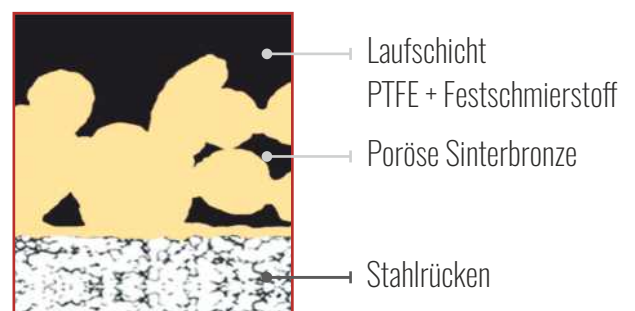 Laufschicht
PTFE + Festschmierstoff
Poröse Sinterbronze
Stahlrücken